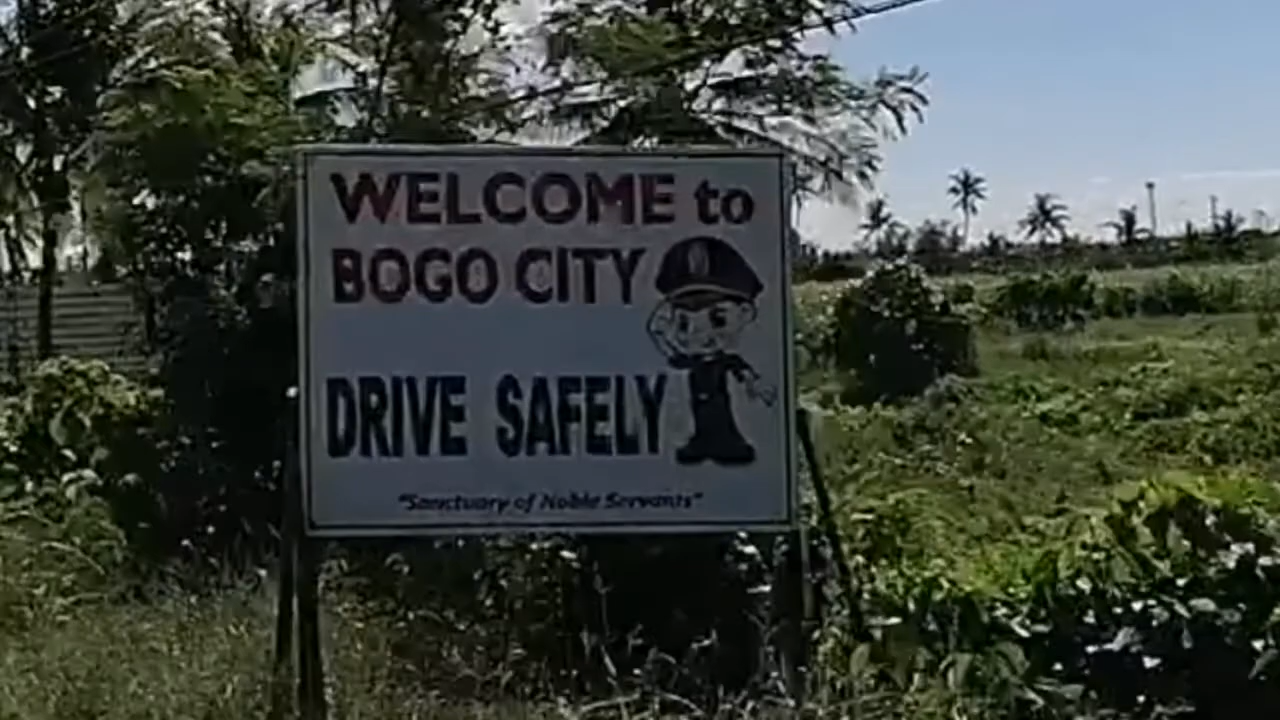 WELCOME to
BOGO CITY
DRIVE SAFELY
"Sanctuary of Noble Servants"